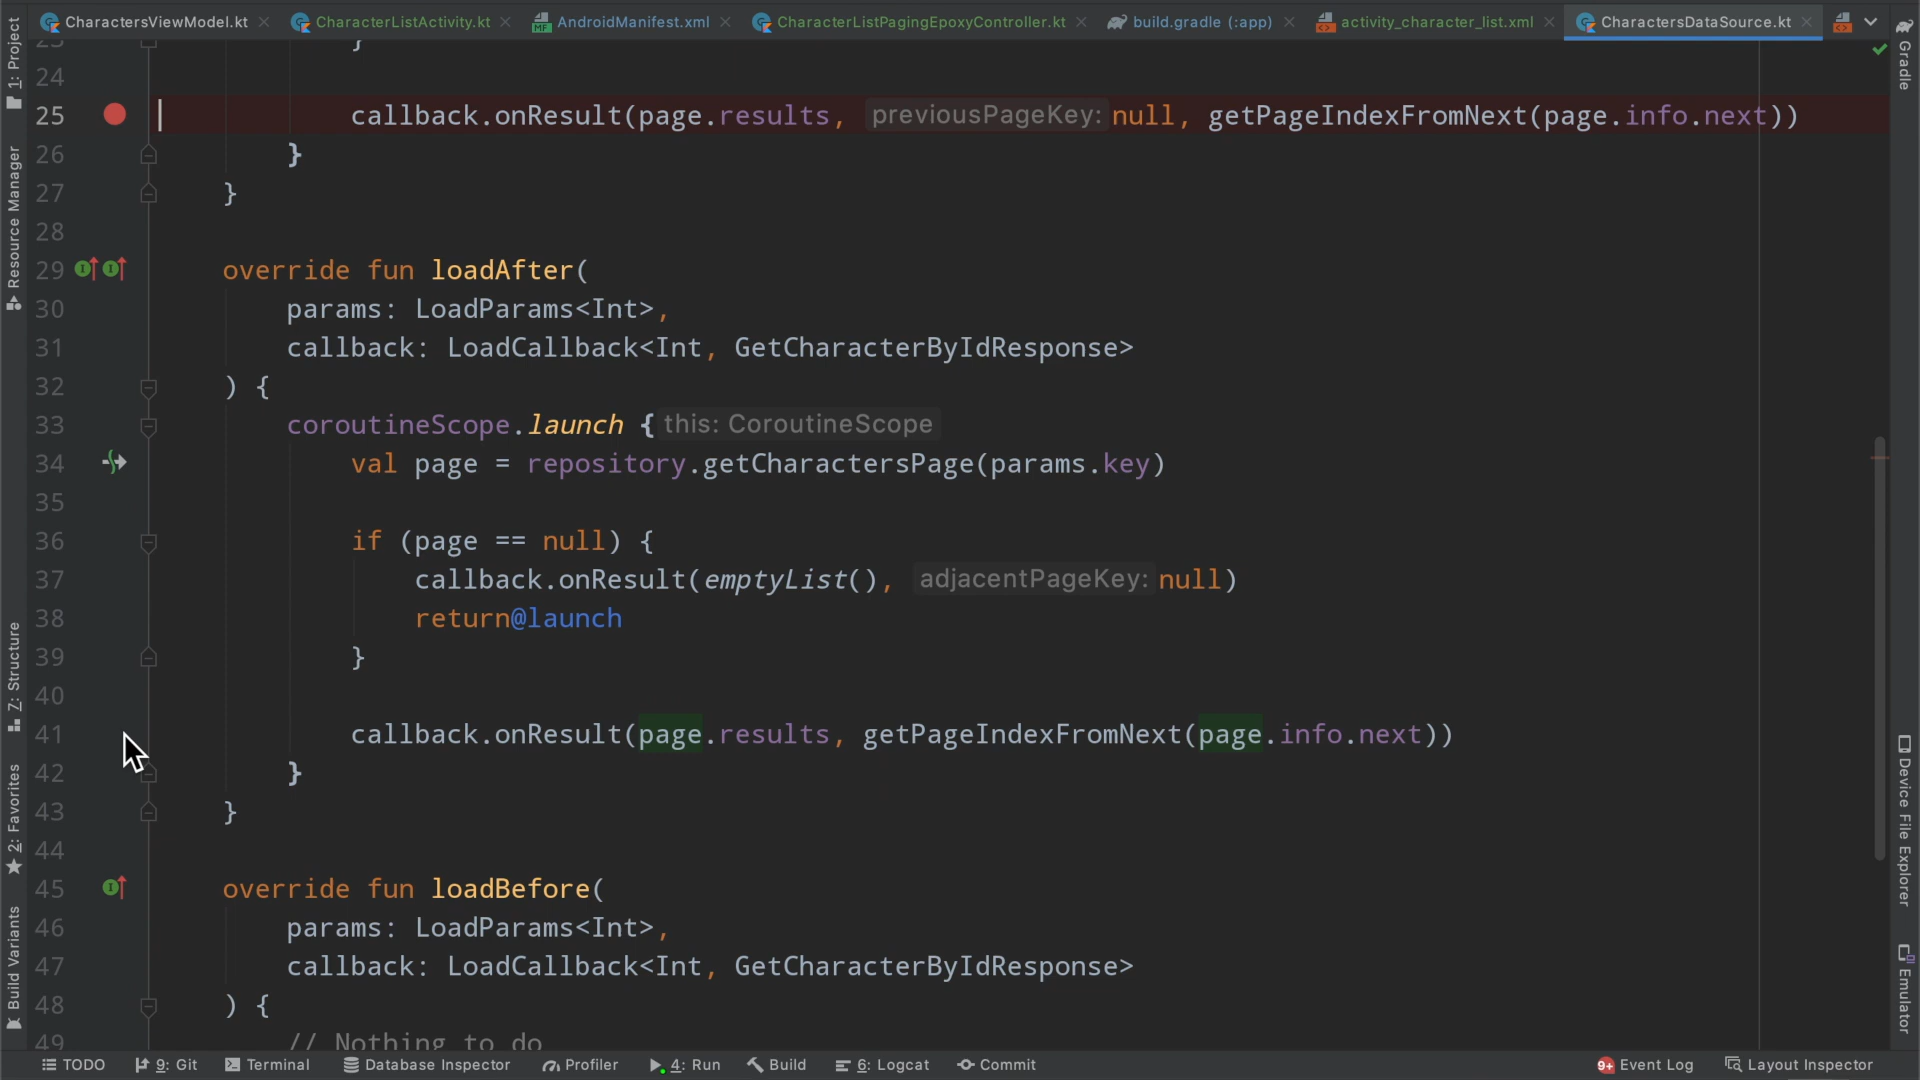 CharactersViewModel.kt CharacterListActivity.kt AndroidManifest.xml CharacterListPagingEpoxyController.kt build.gradle (:app) activity_character_list.xml CharactersDataSource.kt
1: Project
Resource Manager
Z: Structure
2: Favorites
Build Variants
23 }
24
25 callback.onResult(page.results, previousPageKey: null, getPageIndexFromNext(page.info.next))
26 }
27 }
28
29 override fun loadAfter(
30 params: LoadParams<Int>,
31 callback: LoadCallback<Int, GetCharacterByIdResponse>
32 ) {
33 coroutineScope.launch { this: CoroutineScope
34 val page = repository.getCharactersPage(params.key)
35
36 if (page == null) {
37 callback.onResult(emptyList(), adjacentPageKey: null)
38 return@launch
39 }
40
41 callback.onResult(page.results, getPageIndexFromNext(page.info.next))
42 }
43 }
44
45 override fun loadBefore(
46 params: LoadParams<Int>,
47 callback: LoadCallback<Int, GetCharacterByIdResponse>
48 ) {
49 // Nothing to do
Gradle
Device File Explorer
Emulator
TODO 9: Git Terminal Database Inspector Profiler 4: Run Build 6: Logcat Commit 9+ Event Log Layout Inspector